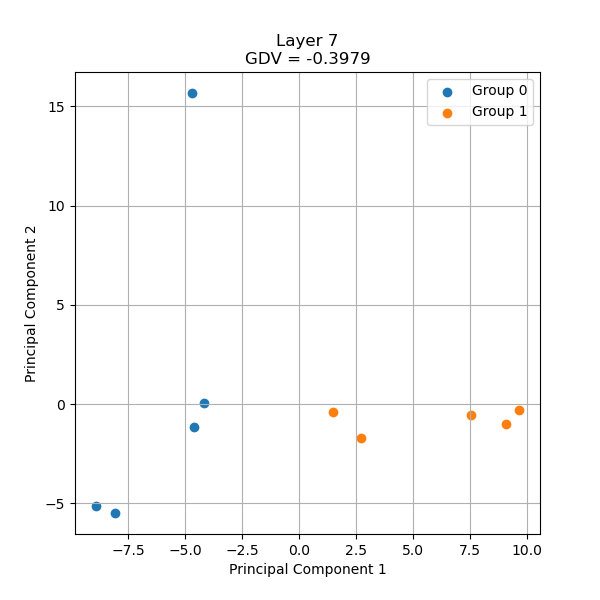 Layer 7
GDV = -0.3979
Group 0
Group 1
15
10
5
0
−5
Principal Component 2
−7.5
−5.0
−2.5
0.0
2.5
5.0
7.5
10.0
Principal Component 1